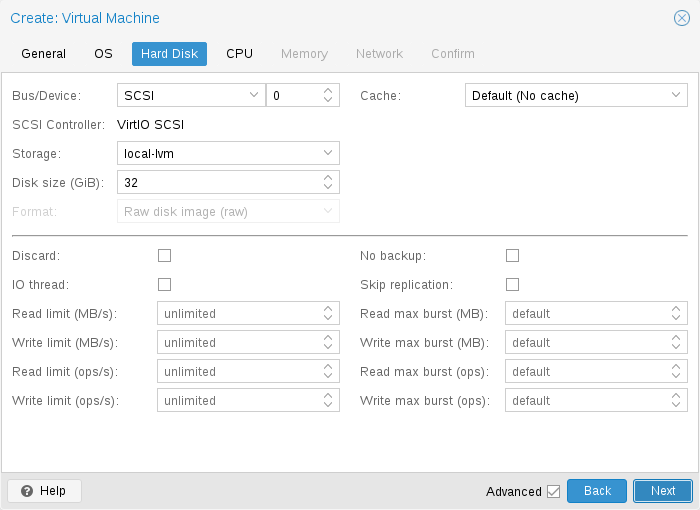 Create: Virtual Machine
General OS Hard Disk CPU Memory Network Confirm
Bus/Device: SCSI 0 Cache: Default (No cache)
SCSI Controller: VirtIO SCSI
Storage: local-lvm
Disk size (GiB): 32
Format: Raw disk image (raw)
Discard: No backup:
IO thread: Skip replication:
Read limit (MB/s): unlimited Read max burst (MB): default
Write limit (MB/s): unlimited Write max burst (MB): default
Read limit (ops/s): unlimited Read max burst (ops): default
Write limit (ops/s): unlimited Write max burst (ops): default
Help Advanced Back Next